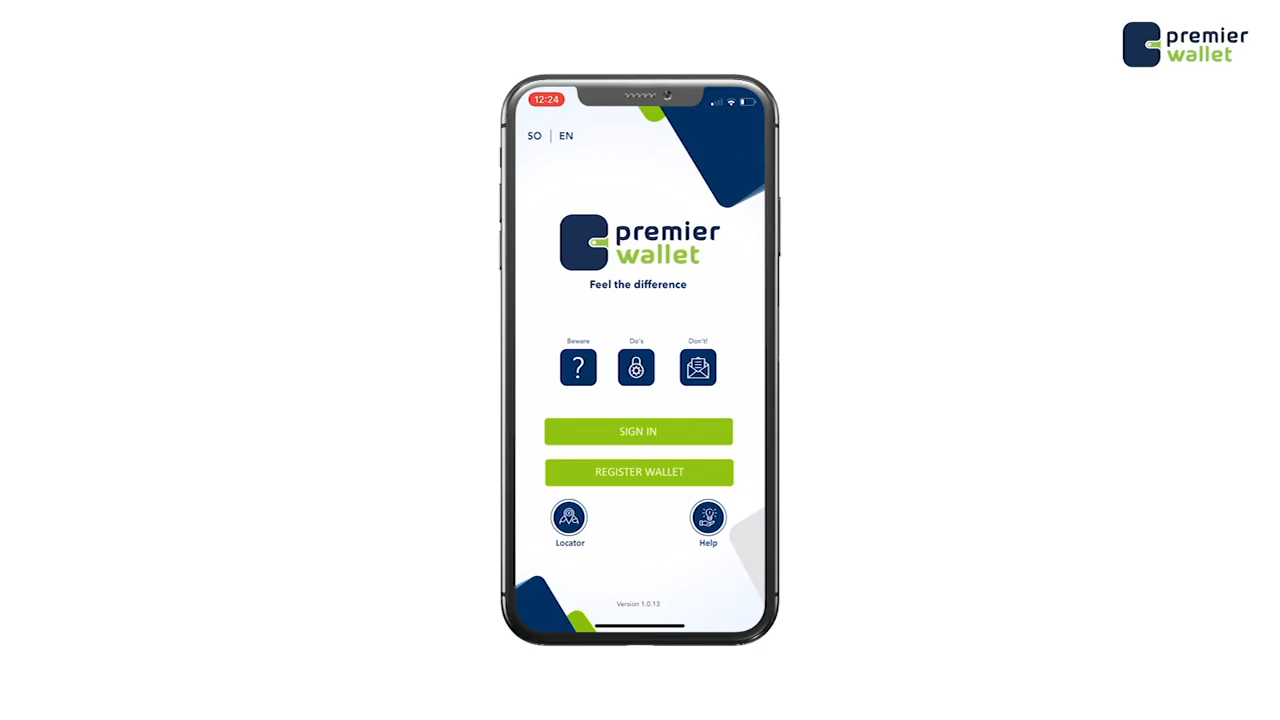 premier
wallet
12:24
SO | EN
premier
wallet
Feel the difference
Beware
Do's
Don't!
?
SIGN IN
REGISTER WALLET
Locator
Help
Version 1.0.13